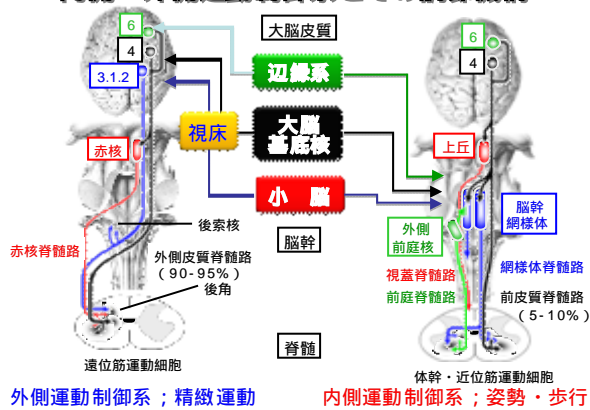 6
4
3.1.2
大脳皮質
辺縁系
視床
大脳
基底核
小 脳
赤核
後索核
赤核脊髄路
外側皮質脊髄路
(90-95%)
後角
脳幹
脊髄
遠位筋運動細胞
外側運動制御系;精緻運動
6
4
上丘
脳幹
網様体
外側
前庭核
視蓋脊髄路
前庭脊髄路
網様体脊髄路
前皮質脊髄路
(5-10%)
体幹・近位筋運動細胞
内側運動制御系;姿勢・歩行